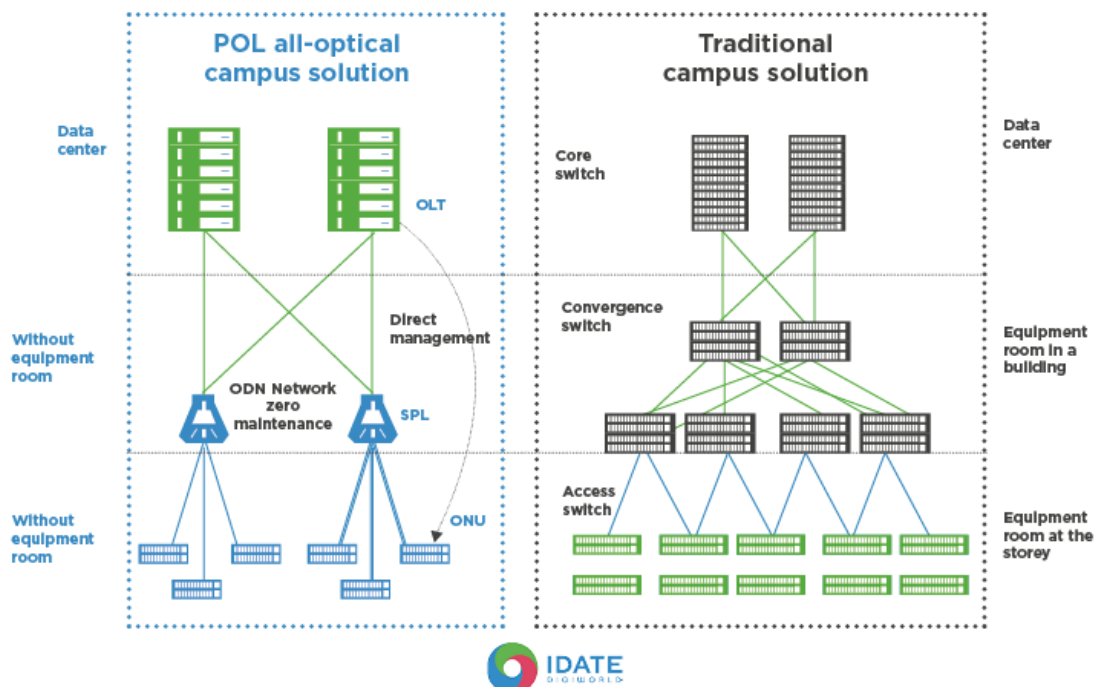 POL all-optical
campus solution
Data
center
OLT
Direct
management
Without
equipment
room
ODN Network
zero
maintenance
SPL
Without
equipment
room
ONU
Traditional
campus solution
Core
switch
Data
center
Convergence
switch
Equipment
room in a
building
Access
switch
Equipment
room at the
storey
IDATE
DIGIWORLD